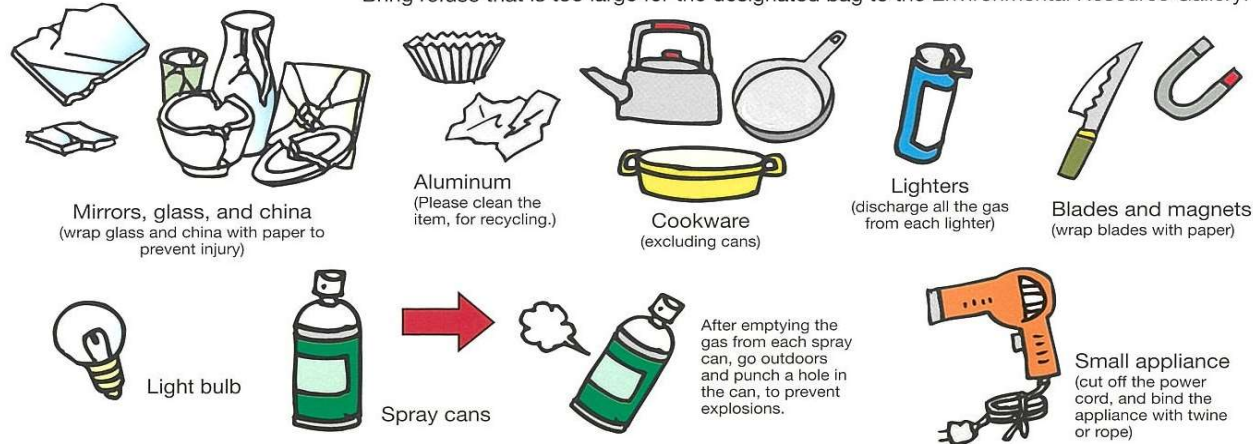 Bring refuse that is too large for the designated bag to the Environmental Resource Gallery.
Mirrors, glass, and china
(wrap glass and china with paper to
prevent injury)
Aluminum
(Please clean the
item, for recycling.)
Cookware
(excluding cans)
Lighters
(discharge all the gas
from each lighter)
Blades and magnets
(wrap blades with paper)
Light bulb
Spray cans
After emptying the
gas from each spray
can, go outdoors
and punch a hole in
the can, to prevent
explosions.
Small appliance
(cut off the power
cord, and bind the
appliance with twine
or rope)